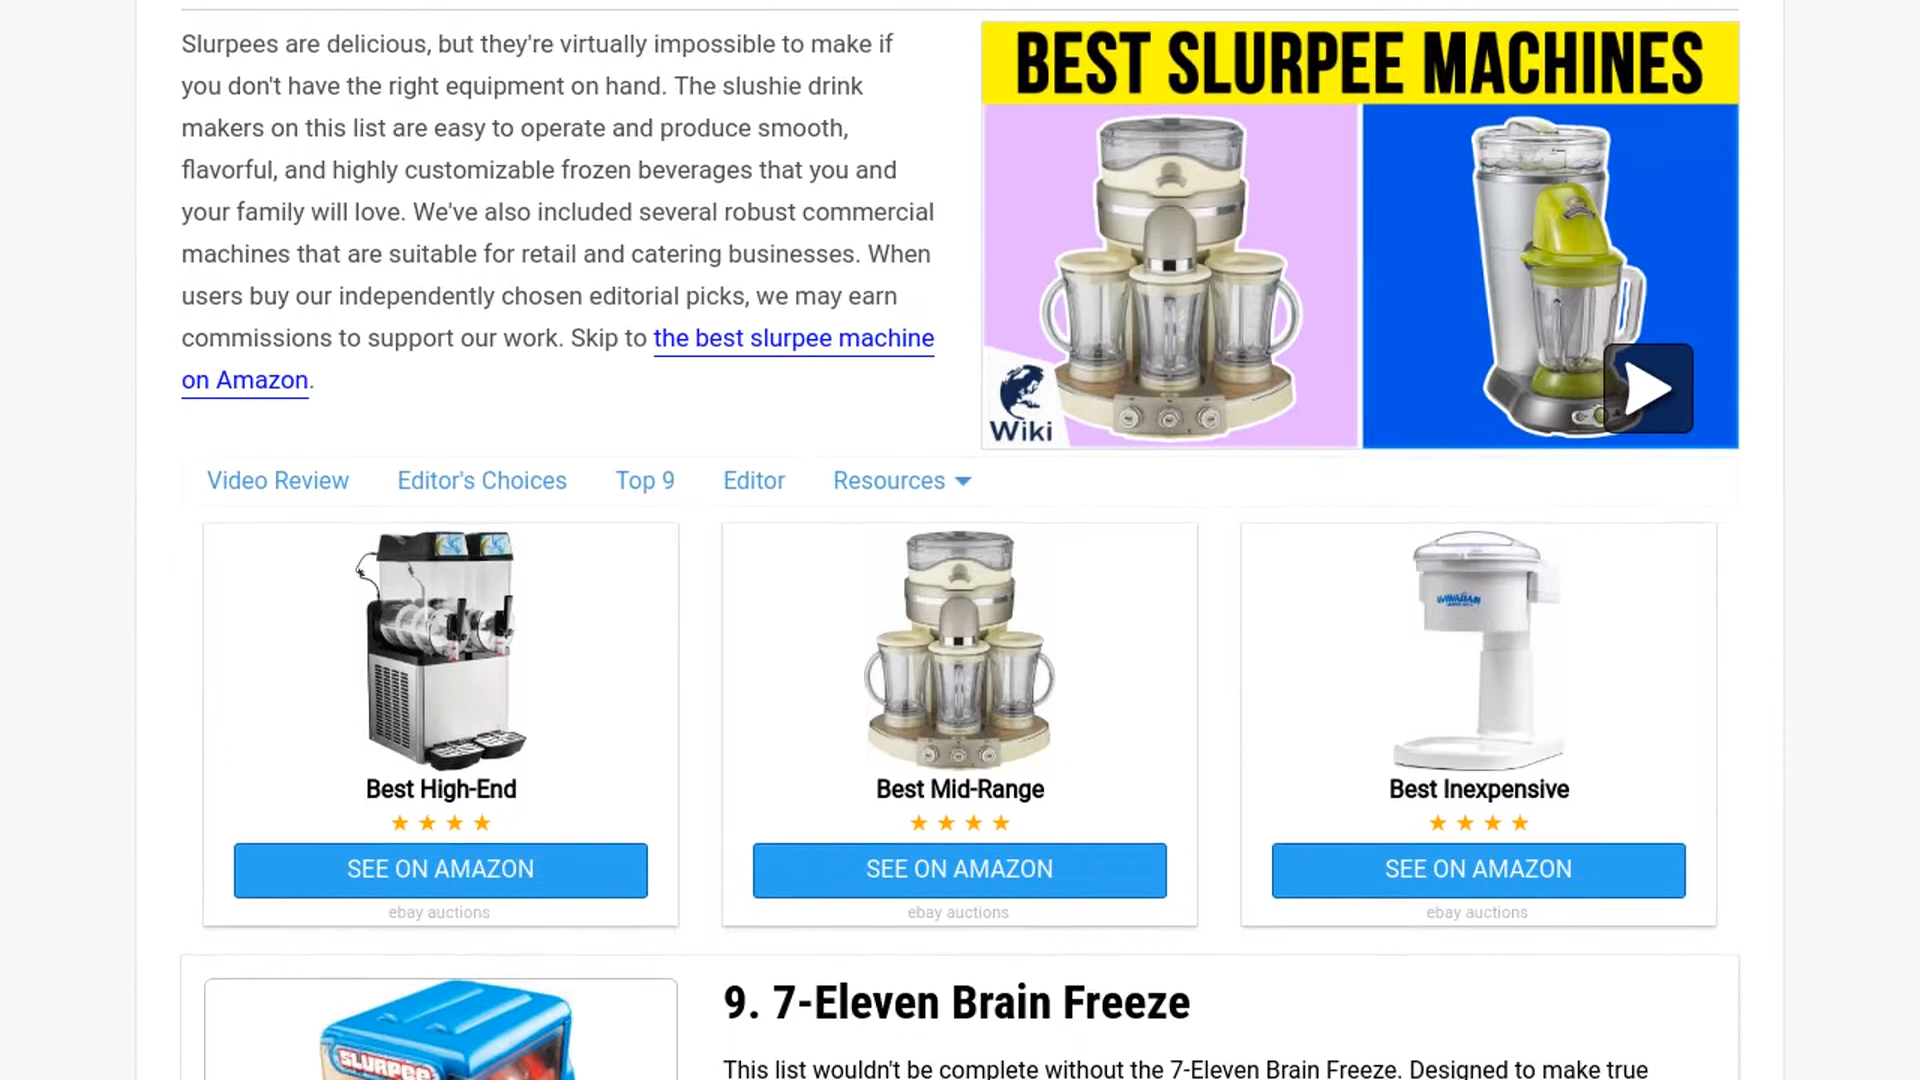 Slurpees are delicious, but they're virtually impossible to make if
you don't have the right equipment on hand. The slushie drink
makers on this list are easy to operate and produce smooth,
flavorful, and highly customizable frozen beverages that you and
your family will love. We've also included several robust commercial
machines that are suitable for retail and catering businesses. When
users buy our independently chosen editorial picks, we may earn
commissions to support our work. Skip to the best slurpee machine
on Amazon.
BEST SLURPEE MACHINES
Wiki
Video Review
Editor's Choices
Top 9
Editor
Resources
HAWAIIAN
Best High-End
SEE ON AMAZON
ebay auctions
Best Mid-Range
SEE ON AMAZON
ebay auctions
Best Inexpensive
SEE ON AMAZON
ebay auctions
SLURPEE
9. 7-Eleven Brain Freeze
This list wouldn't be complete without the 7-Eleven Brain Freeze. Designed to make true